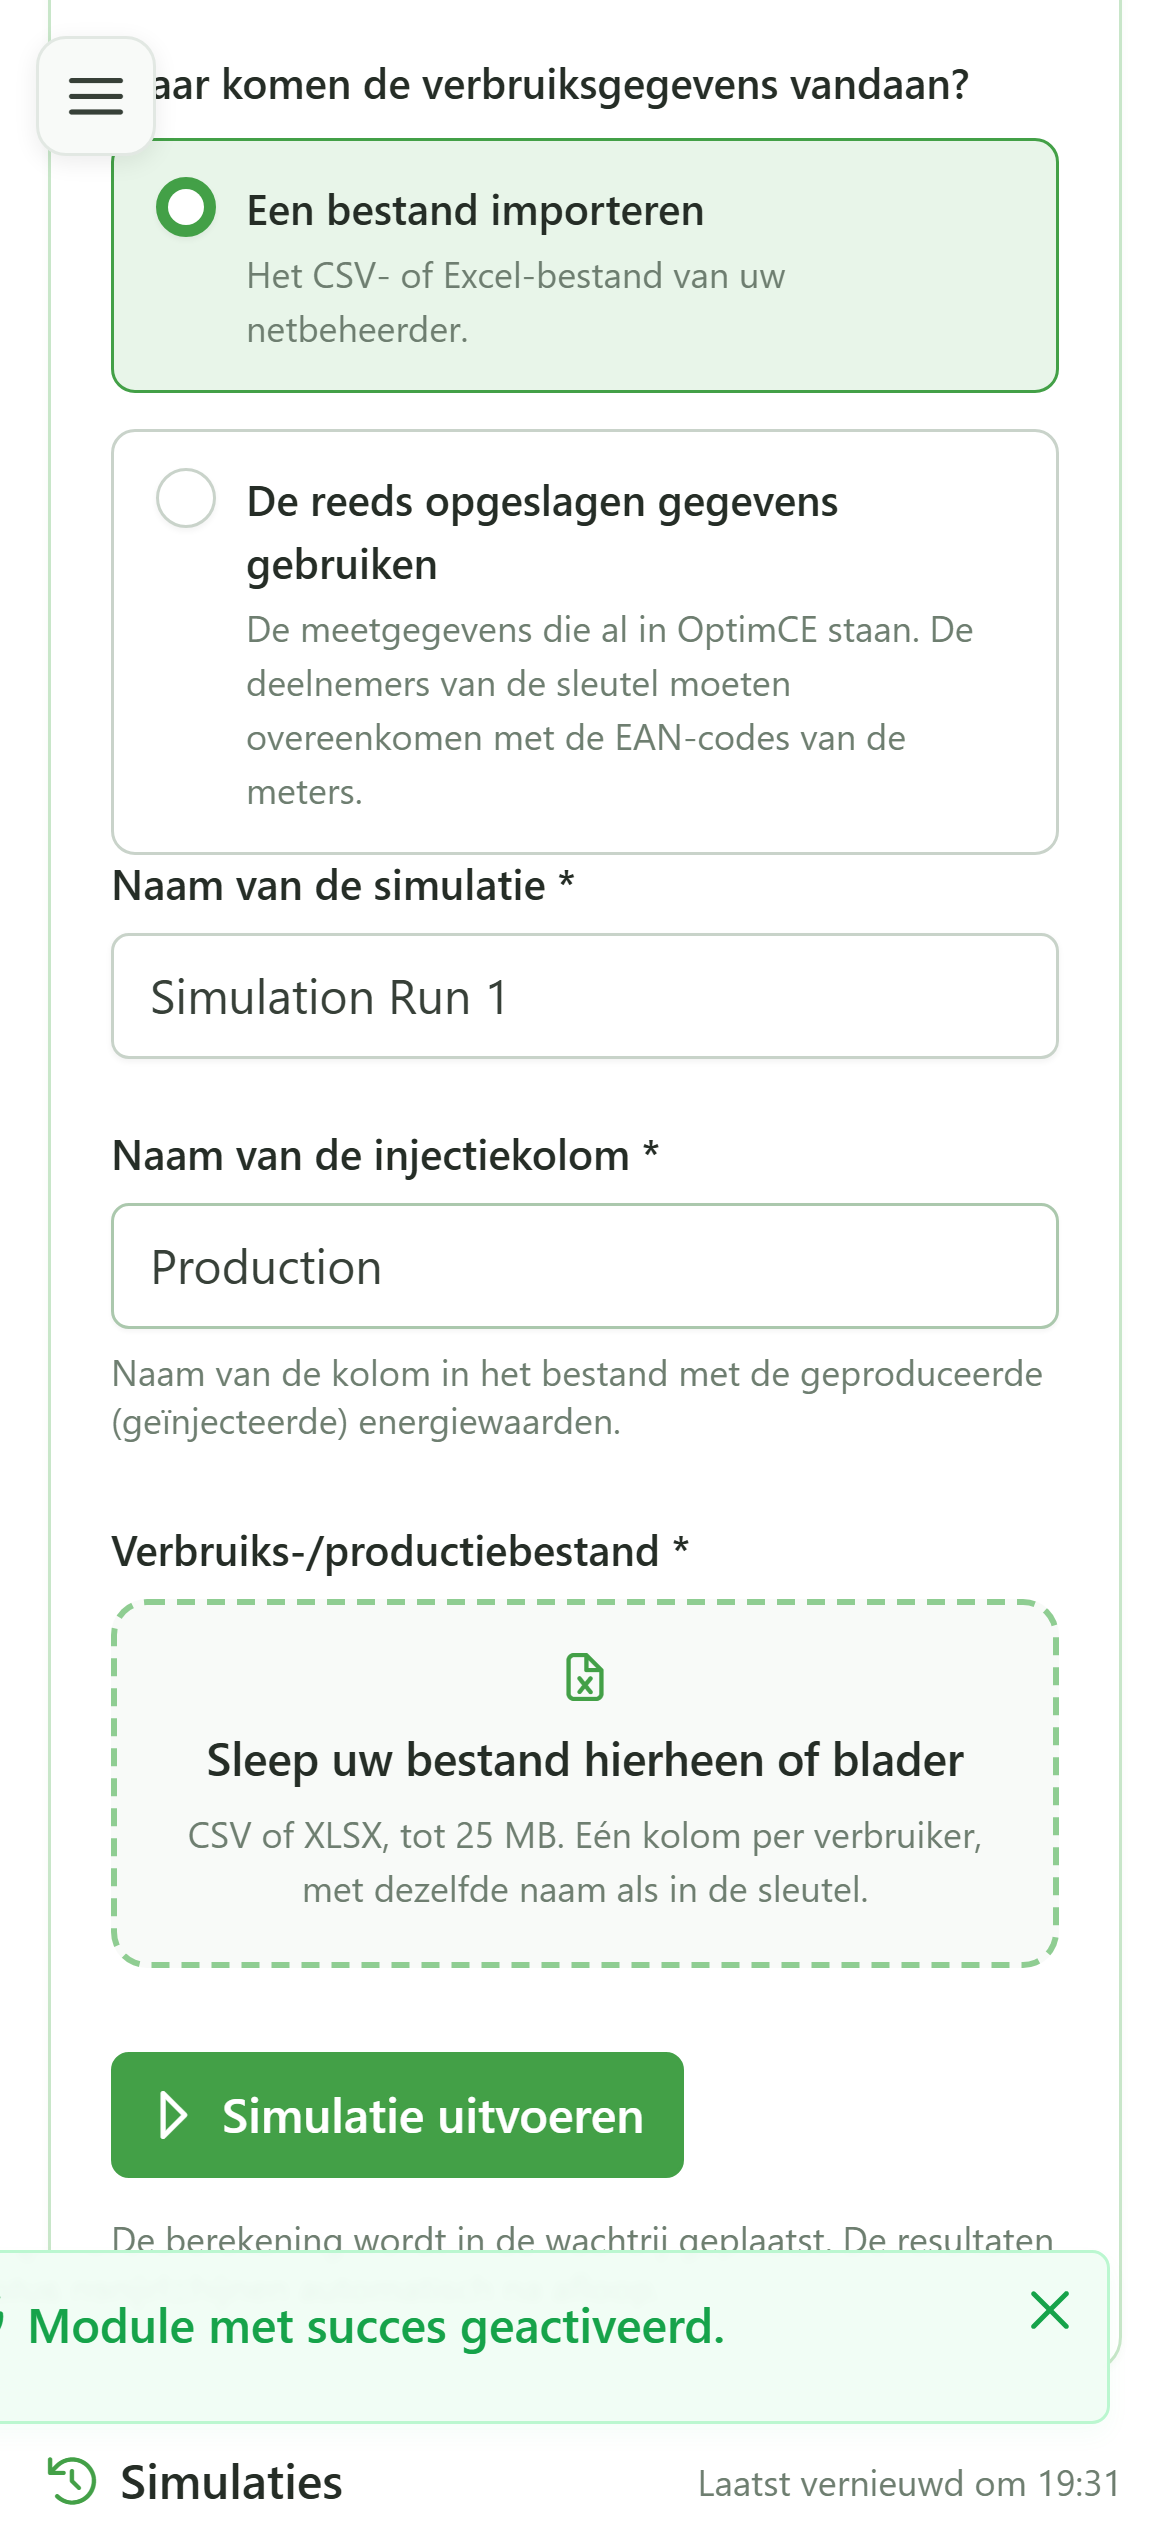 aar komen de verbruiksgegevens vandaan?
Een bestand importeren
Het CSV- of Excel-bestand van uw
netbeheerder.
De reeds opgeslagen gegevens
gebruiken
De meetgegevens die al in OptimCE staan. De
deelnemers van de sleutel moeten
overeenkomen met de EAN-codes van de
meters.
Naam van de simulatie *
Simulation Run 1
Naam van de injectiekolom *
Production
Naam van de kolom in het bestand met de geproduceerde
(geïnjecteerde) energiewaarden.
Verbruiks-/productiebestand *
Sleep uw bestand hierheen of blader
CSV of XLSX, tot 25 MB. Eén kolom per verbruiker,
met dezelfde naam als in de sleutel.
Simulatie uitvoeren
De berekening wordt in de wachtrij geplaatst. De resultaten
Module met succes geactiveerd.
Simulaties
Laatst vernieuwd om 19:31